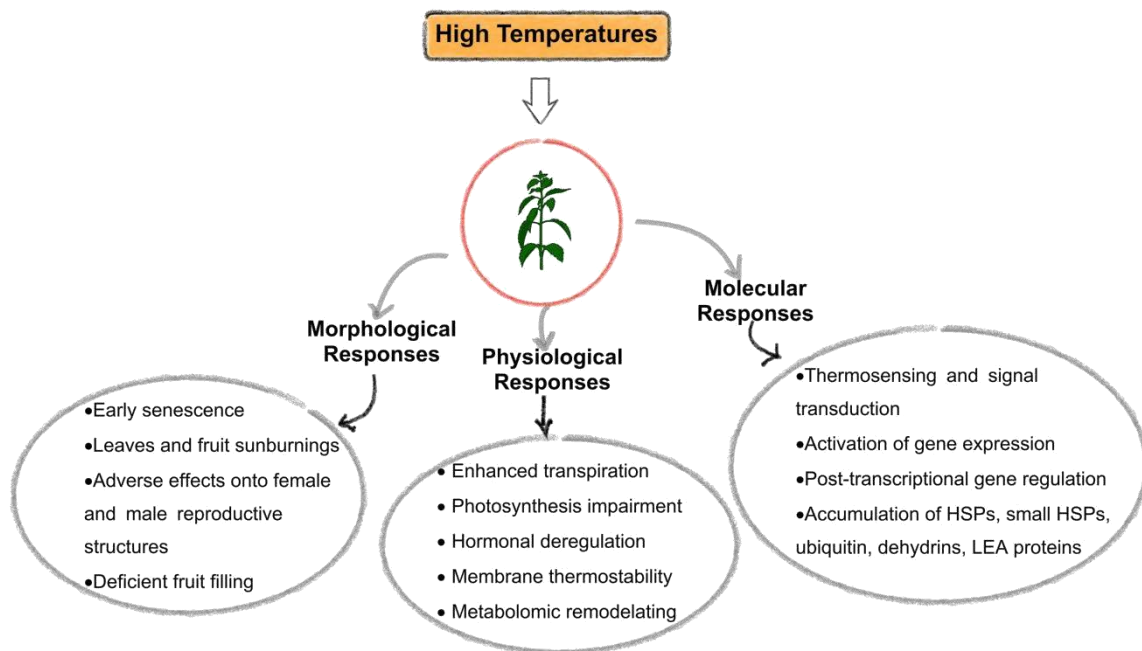 High Temperatures
Morphological
Responses
Physiological
Responses
Molecular
Responses
•Early senescence
•Leaves and fruit sunburnings
•Adverse effects onto female
and male reproductive
structures
•Deficient fruit filling
• Enhanced transpiration
• Photosynthesis impairment
• Hormonal deregulation
• Membrane thermostability
• Metabolomic remodelating
•Thermosensing and signal
transduction
•Activation of gene expression
•Post-transcriptional gene regulation
•Accumulation of HSPs, small HSPs,
ubiquitin, dehydrins, LEA proteins